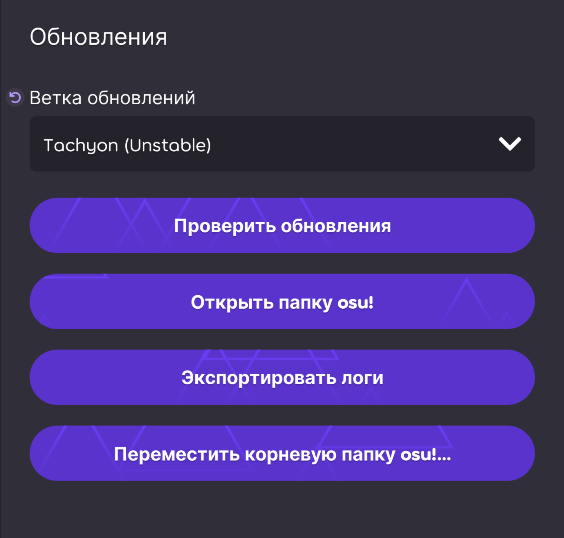 Обновления
Ветка обновлений
Tachyon (Unstable)
Проверить обновления
Открыть папку osu!
Экспортировать логи
Переместить корневую папку osu!...